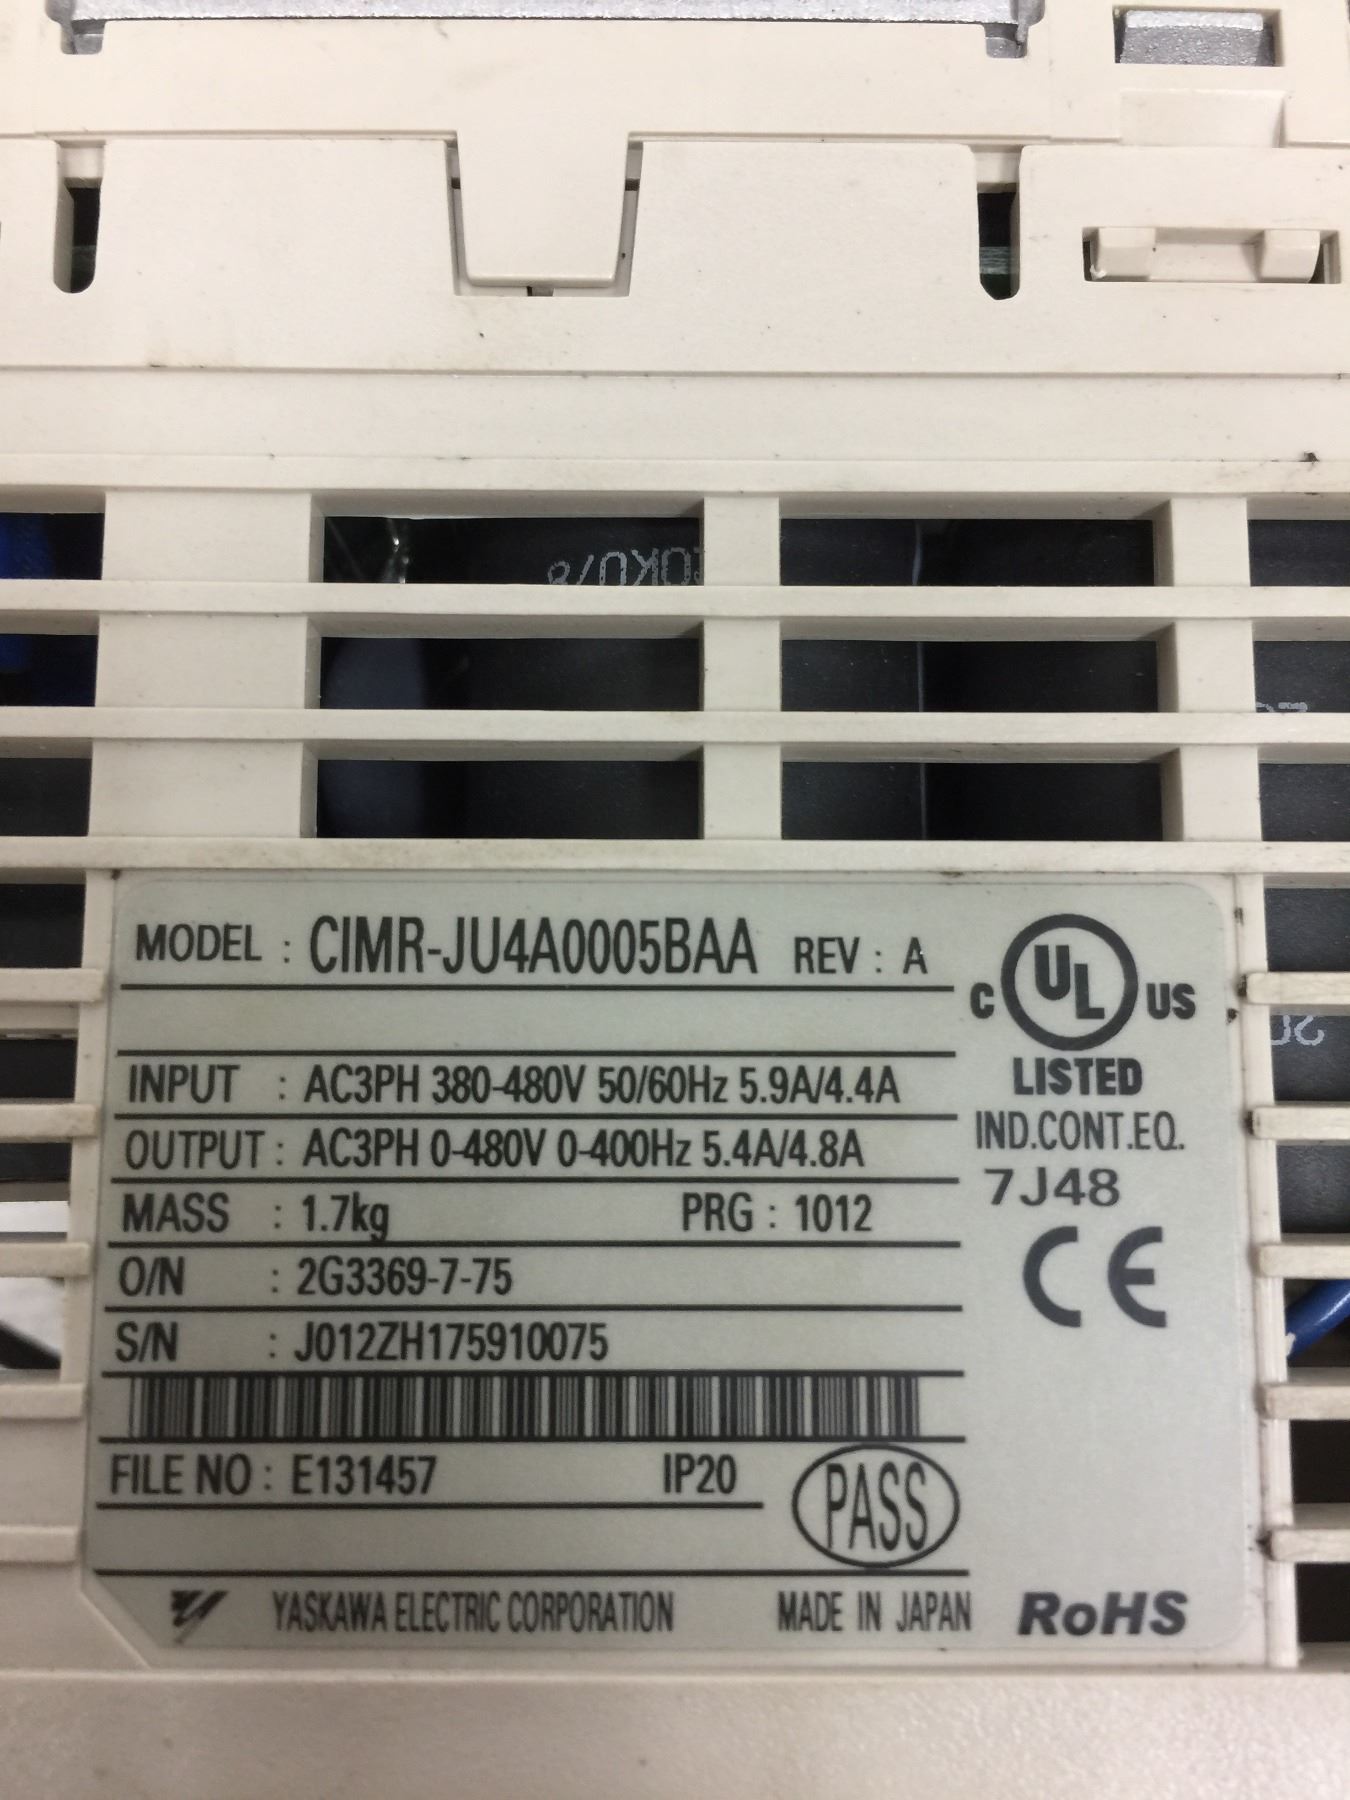 MODEL : CIMR-JU4A0005BAA REV : A
C UL US
LISTED
INPUT : AC3PH 380-480V 50/60Hz 5.9A/4.4A
IND.CONT.EQ.
OUTPUT : AC3PH 0-480V 0-400Hz 5.4A/4.8A
7J48
MASS : 1.7kg PRG : 1012
CE
O/N : 2G3369-7-75
S/N : J012ZH175910075
FILE NO : E131457 IP20
PASS
YASKAWA ELECTRIC CORPORATION MADE IN JAPAN RoHS